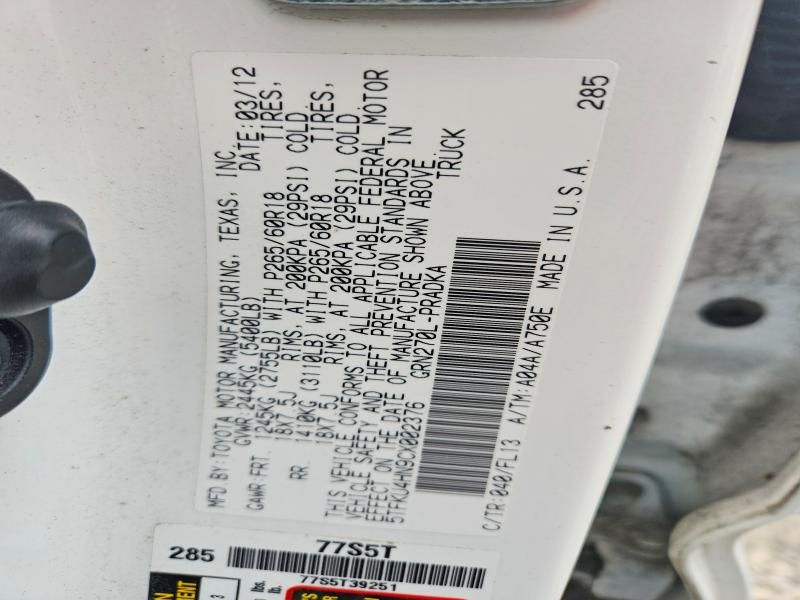 MFD BY: TOYOTA MOTOR MANUFACTURING, TEXAS, INC.
GVWR: 2445KG (5400LB) DATE: 03/12
GAWR: FRT. 1245KG (2755LB) WITH P265/60R18 TIRES,
18X7.5J RIMS, AT 200KPA (29PSI) COLD
RR. 1410KG (3110LB) WITH P265/60R18 TIRES,
18X7.5J RIMS, AT 200KPA (29PSI) COLD
THIS VEHICLE CONFORMS TO ALL APPLICABLE FEDERAL MOTOR
VEHICLE SAFETY AND THEFT PREVENTION STANDARDS IN
EFFECT ON THE DATE OF MANUFACTURE SHOWN ABOVE.
5TFKU4HN9CX002376 GRN270L-PRADKA TRUCK
C/TR: 040/FL13 A/TM: A04A/A750E MADE IN U.S.A. 285
77S5T
285
77S5T39251
lbs.
lb.
3